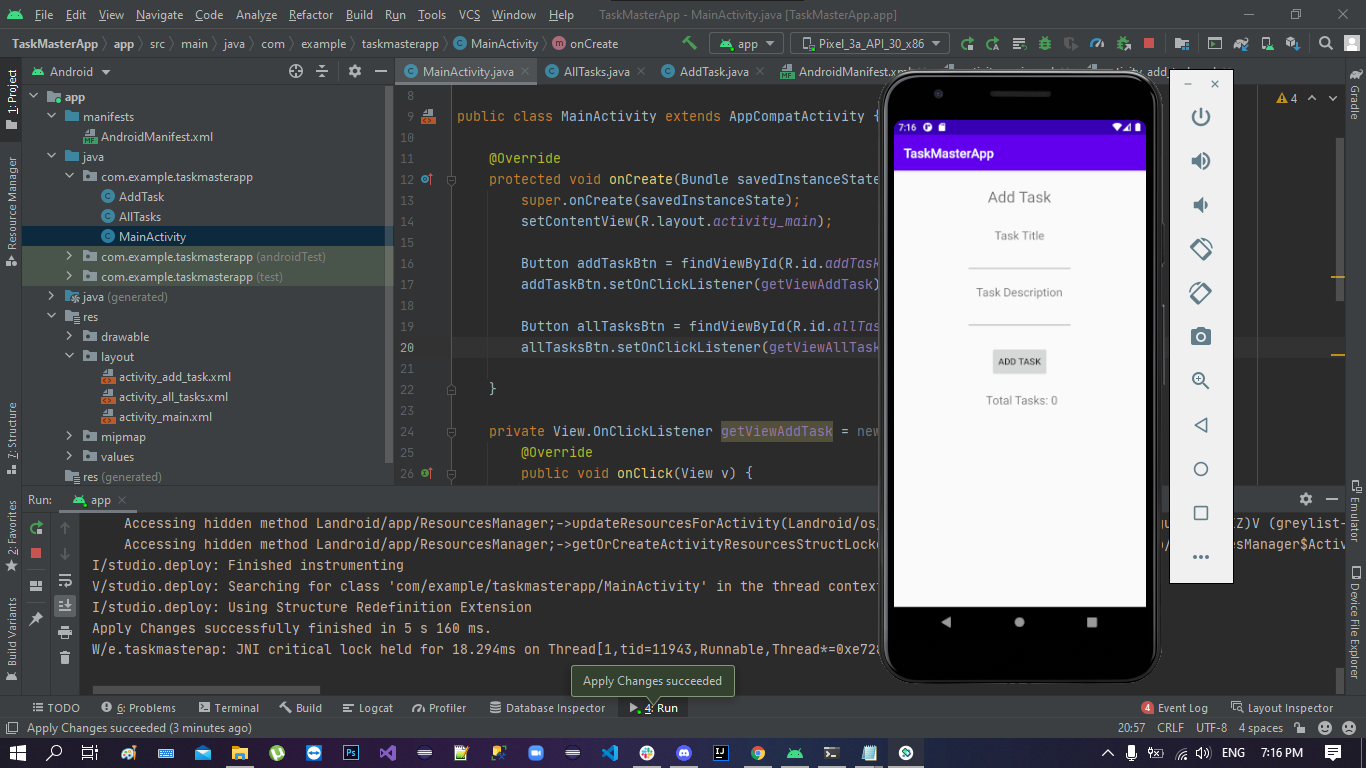 File Edit View Navigate Code Analyze Refactor Build Run Tools VCS Window Help TaskMasterApp - MainActivity.java [TaskMasterApp.app]
TaskMasterApp app src main java com example taskmasterapp MainActivity onCreate app Pixel_3a_API_30_x86
Android
MainActivity.java AllTasks.java AddTask.java AndroidManifest.xml
1: Project
Resource Manager
7: Structure
2: Favorites
Build Variants
app
manifests
AndroidManifest.xml
java
com.example.taskmasterapp
AddTask
AllTasks
MainActivity
com.example.taskmasterapp (androidTest)
com.example.taskmasterapp (test)
java (generated)
res
drawable
layout
activity_add_task.xml
activity_all_tasks.xml
activity_main.xml
mipmap
values
res (generated)
8
9 public class MainActivity extends AppCompatActivity {
10
11 @Override
12 protected void onCreate(Bundle savedInstanceState
13 super.onCreate(savedInstanceState);
14 setContentView(R.layout.activity_main);
15
16 Button addTaskBtn = findViewById(R.id.addTask
17 addTaskBtn.setOnClickListener(getViewAddTask)
18
19 Button allTasksBtn = findViewById(R.id.allTas
20 allTasksBtn.setOnClickListener(getViewAllTask
21
22 }
23
24 private View.OnClickListener getViewAddTask = new
25 @Override
26 public void onClick(View v) {
4
7:16
TaskMasterApp
Add Task
Task Title
Task Description
ADD TASK
Total Tasks: 0
Gradle
Emulator
Device File Explorer
Run: app
Accessing hidden method Landroid/app/ResourcesManager;->updateResourcesForActivity(Landroid/os/ Z)V (greylist-
Accessing hidden method Landroid/app/ResourcesManager;->getOrCreateActivityResourcesStructLocke esManager$Activ
I/studio.deploy: Finished instrumenting
V/studio.deploy: Searching for class 'com/example/taskmasterapp/MainActivity' in the thread context
I/studio.deploy: Using Structure Redefinition Extension
Apply Changes successfully finished in 5 s 160 ms.
W/e.taskmasterap: JNI critical lock held for 18.294ms on Thread[1,tid=11943,Runnable,Thread*=0xe728
Apply Changes succeeded
TODO 6: Problems Terminal Build Logcat Profiler Database Inspector 4: Run 4 Event Log Layout Inspector
Apply Changes succeeded (3 minutes ago) 20:57 CRLF UTF-8 4 spaces
ENG 7:16 PM